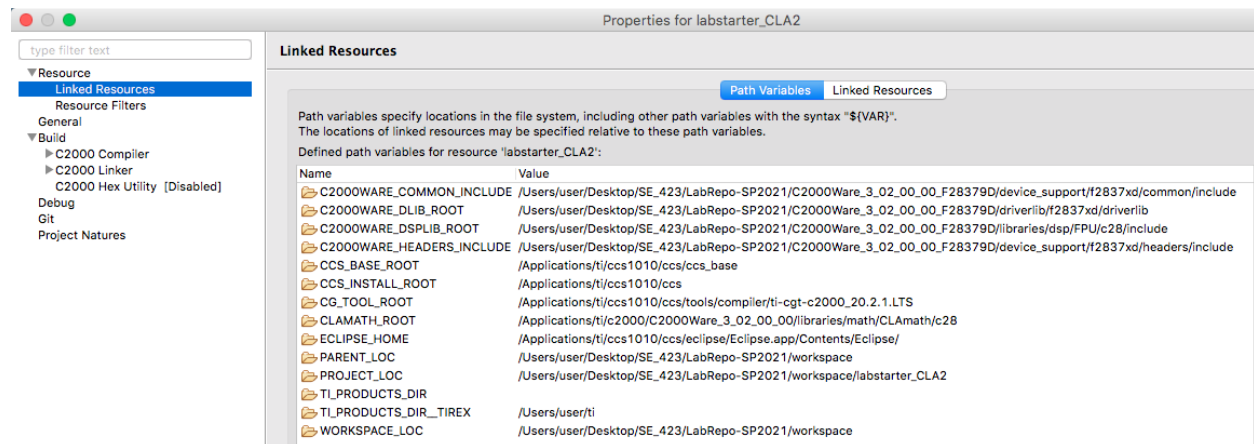 Properties for labstarter_CLA2
type filter text
Resource
Linked Resources
Resource Filters
General
Build
C2000 Compiler
C2000 Linker
C2000 Hex Utility [Disabled]
Debug
Git
Project Natures
Linked Resources
Path Variables Linked Resources
Path variables specify locations in the file system, including other path variables with the syntax "${VAR}".
The locations of linked resources may be specified relative to these path variables.
Defined path variables for resource 'labstarter_CLA2':
Name Value
C2000WARE_COMMON_INCLUDE /Users/user/Desktop/SE_423/LabRepo-SP2021/C2000Ware_3_02_00_00_F28379D/device_support/f2837xd/common/include
C2000WARE_DLIB_ROOT /Users/user/Desktop/SE_423/LabRepo-SP2021/C2000Ware_3_02_00_00_F28379D/driverlib/f2837xd/driverlib
C2000WARE_DSPLIB_ROOT /Users/user/Desktop/SE_423/LabRepo-SP2021/C2000Ware_3_02_00_00_F28379D/libraries/dsp/FPU/c28/include
C2000WARE_HEADERS_INCLUDE /Users/user/Desktop/SE_423/LabRepo-SP2021/C2000Ware_3_02_00_00_F28379D/device_support/f2837xd/headers/include
CCS_BASE_ROOT /Applications/ti/ccs1010/ccs/ccs_base
CCS_INSTALL_ROOT /Applications/ti/ccs1010/ccs
CG_TOOL_ROOT /Applications/ti/ccs1010/ccs/tools/compiler/ti-cgt-c2000_20.2.1.LTS
CLAMATH_ROOT /Applications/ti/c2000/C2000Ware_3_02_00_00/libraries/math/CLAmath/c28
ECLIPSE_HOME /Applications/ti/ccs1010/ccs/eclipse/Eclipse.app/Contents/Eclipse/
PARENT_LOC /Users/user/Desktop/SE_423/LabRepo-SP2021/workspace
PROJECT_LOC /Users/user/Desktop/SE_423/LabRepo-SP2021/workspace/labstarter_CLA2
TI_PRODUCTS_DIR
TI_PRODUCTS_DIR__TIREX /Users/user/ti
WORKSPACE_LOC /Users/user/Desktop/SE_423/LabRepo-SP2021/workspace